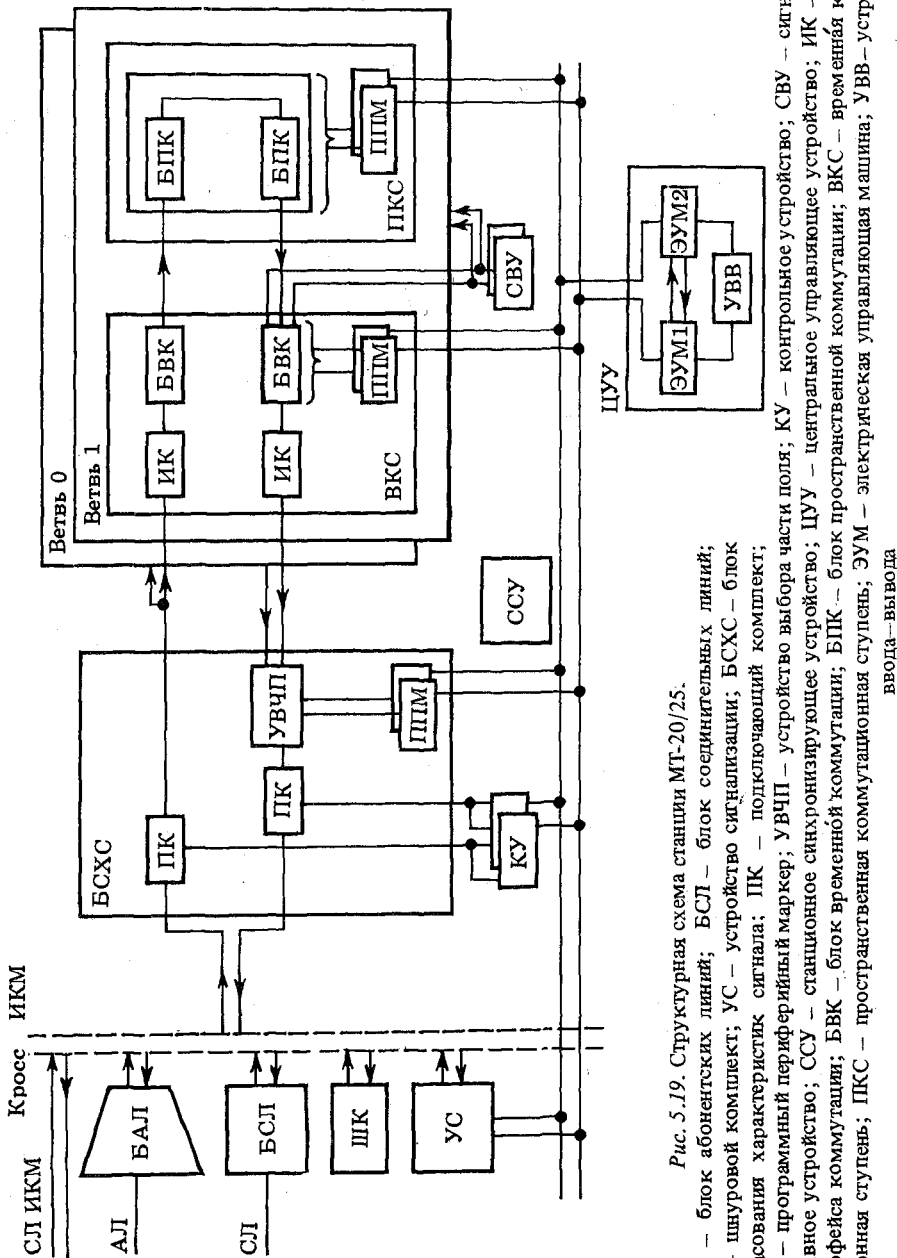 СЛ ИКМ
Кросс
ИКМ
АЛ
БАЛ
СЛ
БСЛ
ШК
УС
БСХС
ПК
ПК
УВЧП
ППМ
КУ
ССУ
Ветвь 0
Ветвь 1
ИК
БВК
ИК
БВК
ВКС
ППМ
БПК
БПК
ПКС
ППМ
СВУ
ЦУУ
ЭУМ1
ЭУМ2
УВВ
Рис. 5.19. Структурная схема станции МТ-20/25:
– блок абонентских линий; БСЛ – блок соединительных линий;
– шнуровой комплект; УС – устройство сигнализации; БСХС – блок
сования характеристик сигнала; ПК – подключающий комплект;
– программный периферийный маркер; УВЧП – устройство выбора части поля; КУ – контрольное устройство; СВУ – сигн
вное устройство; ССУ – станционное синхронизирующее устройство; ЦУУ – центральное управляющее устройство; ИК –
фейса коммутации; БВК – блок временной коммутации; БПК – блок пространственной коммутации; ВКС – временная к
онная ступень; ПКС – пространственная коммутационная ступень; ЭУМ – электрическая управляющая машина; УВВ – устр
ввода–вывода